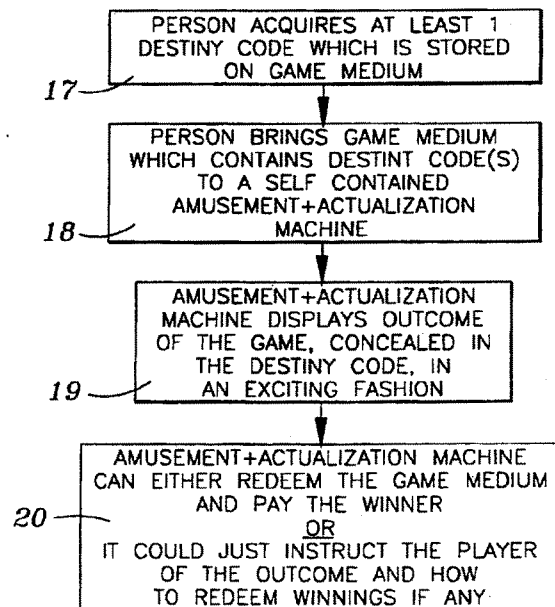 PERSON ACQUIRES AT LEAST 1
DESTINY CODE WHICH IS STORED
ON GAME MEDIUM
17
PERSON BRINGS GAME MEDIUM
WHICH CONTAINS DESTINT CODE(S)
TO A SELF CONTAINED
AMUSEMENT+ACTUALIZATION
MACHINE
18
AMUSEMENT+ACTUALIZATION
MACHINE DISPLAYS OUTCOME
OF THE GAME, CONCEALED IN
THE DESTINY CODE, IN
AN EXCITING FASHION
19
AMUSEMENT+ACTUALIZATION MACHINE
CAN EITHER REDEEM THE GAME MEDIUM
AND PAY THE WINNER
20
OR
IT COULD JUST INSTRUCT THE PLAYER
OF THE OUTCOME AND HOW
TO REDEEM WINNINGS IF ANY